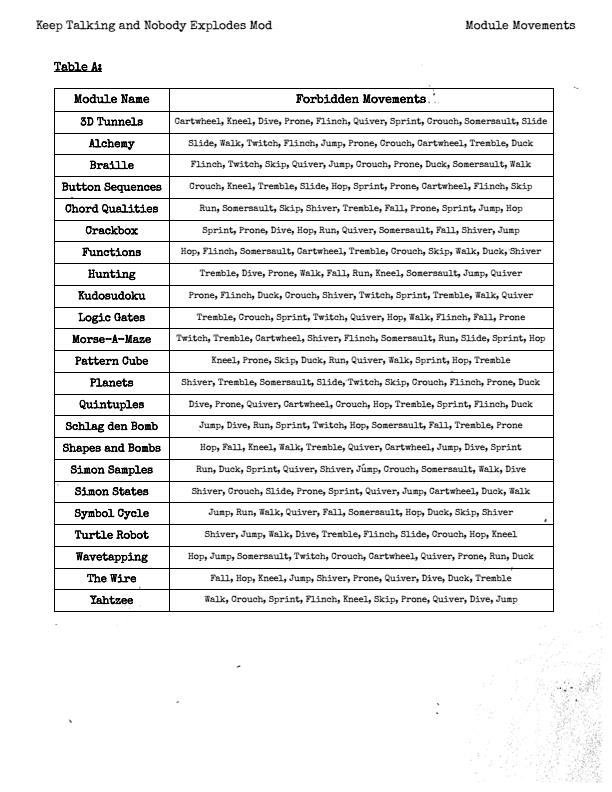 Keep Talking and Nobody Explodes Mod Module Movements
Table A:
Module Name Forbidden Movements
3D Tunnels Cartwheel, Kneel, Dive, Prone, Flinch, Quiver, Sprint, Crouch, Somersault, Slide
Alchemy Slide, Walk, Twitch, Flinch, Jump, Prone, Crouch, Cartwheel, Tremble, Duck
Braille Flinch, Twitch, Skip, Quiver, Jump, Crouch, Prone, Duck, Somersault, Walk
Button Sequences Crouch, Kneel, Tremble, Slide, Hop, Sprint, Prone, Cartwheel, Flinch, Skip
Chord Qualities Run, Somersault, Skip, Shiver, Tremble, Fall, Prone, Sprint, Jump, Hop
Crackbox Sprint, Prone, Dive, Hop, Run, Quiver, Somersault, Fall, Shiver, Jump
Functions Hop, Flinch, Somersault, Cartwheel, Tremble, Crouch, Skip, Walk, Duck, Shiver
Hunting Tremble, Dive, Prone, Walk, Fall, Run, Kneel, Somersault, Jump, Quiver
Kudosudoku Prone, Flinch, Duck, Crouch, Shiver, Twitch, Sprint, Tremble, Walk, Quiver
Logic Gates Tremble, Crouch, Sprint, Twitch, Quiver, Hop, Walk, Flinch, Fall, Prone
Morse-A-Maze Twitch, Tremble, Cartwheel, Shiver, Flinch, Somersault, Run, Slide, Sprint, Hop
Pattern Cube Kneel, Prone, Skip, Duck, Run, Quiver, Walk, Sprint, Hop, Tremble
Planets Shiver, Tremble, Somersault, Slide, Twitch, Skip, Crouch, Flinch, Prone, Duck
Quintuples Dive, Prone, Quiver, Cartwheel, Crouch, Hop, Tremble, Sprint, Flinch, Duck
Schlag den Bomb Jump, Dive, Run, Sprint, Twitch, Hop, Somersault, Fall, Tremble, Prone
Shapes and Bombs Hop, Fall, Kneel, Walk, Tremble, Quiver, Cartwheel, Jump, Dive, Sprint
Simon Samples Run, Duck, Sprint, Quiver, Shiver, Jump, Crouch, Somersault, Walk, Dive
Simon States Shiver, Crouch, Slide, Prone, Sprint, Quiver, Jump, Cartwheel, Duck, Walk
Symbol Cycle Jump, Run, Walk, Quiver, Fall, Somersault, Hop, Duck, Skip, Shiver
Turtle Robot Shiver, Jump, Walk, Dive, Tremble, Flinch, Slide, Crouch, Hop, Kneel
Wavetapping Hop, Jump, Somersault, Twitch, Crouch, Cartwheel, Quiver, Prone, Run, Duck
The Wire Fall, Hop, Kneel, Jump, Shiver, Prone, Quiver, Dive, Duck, Tremble
Yahtzee Walk, Crouch, Sprint, Flinch, Kneel, Skip, Prone, Quiver, Dive, Jump